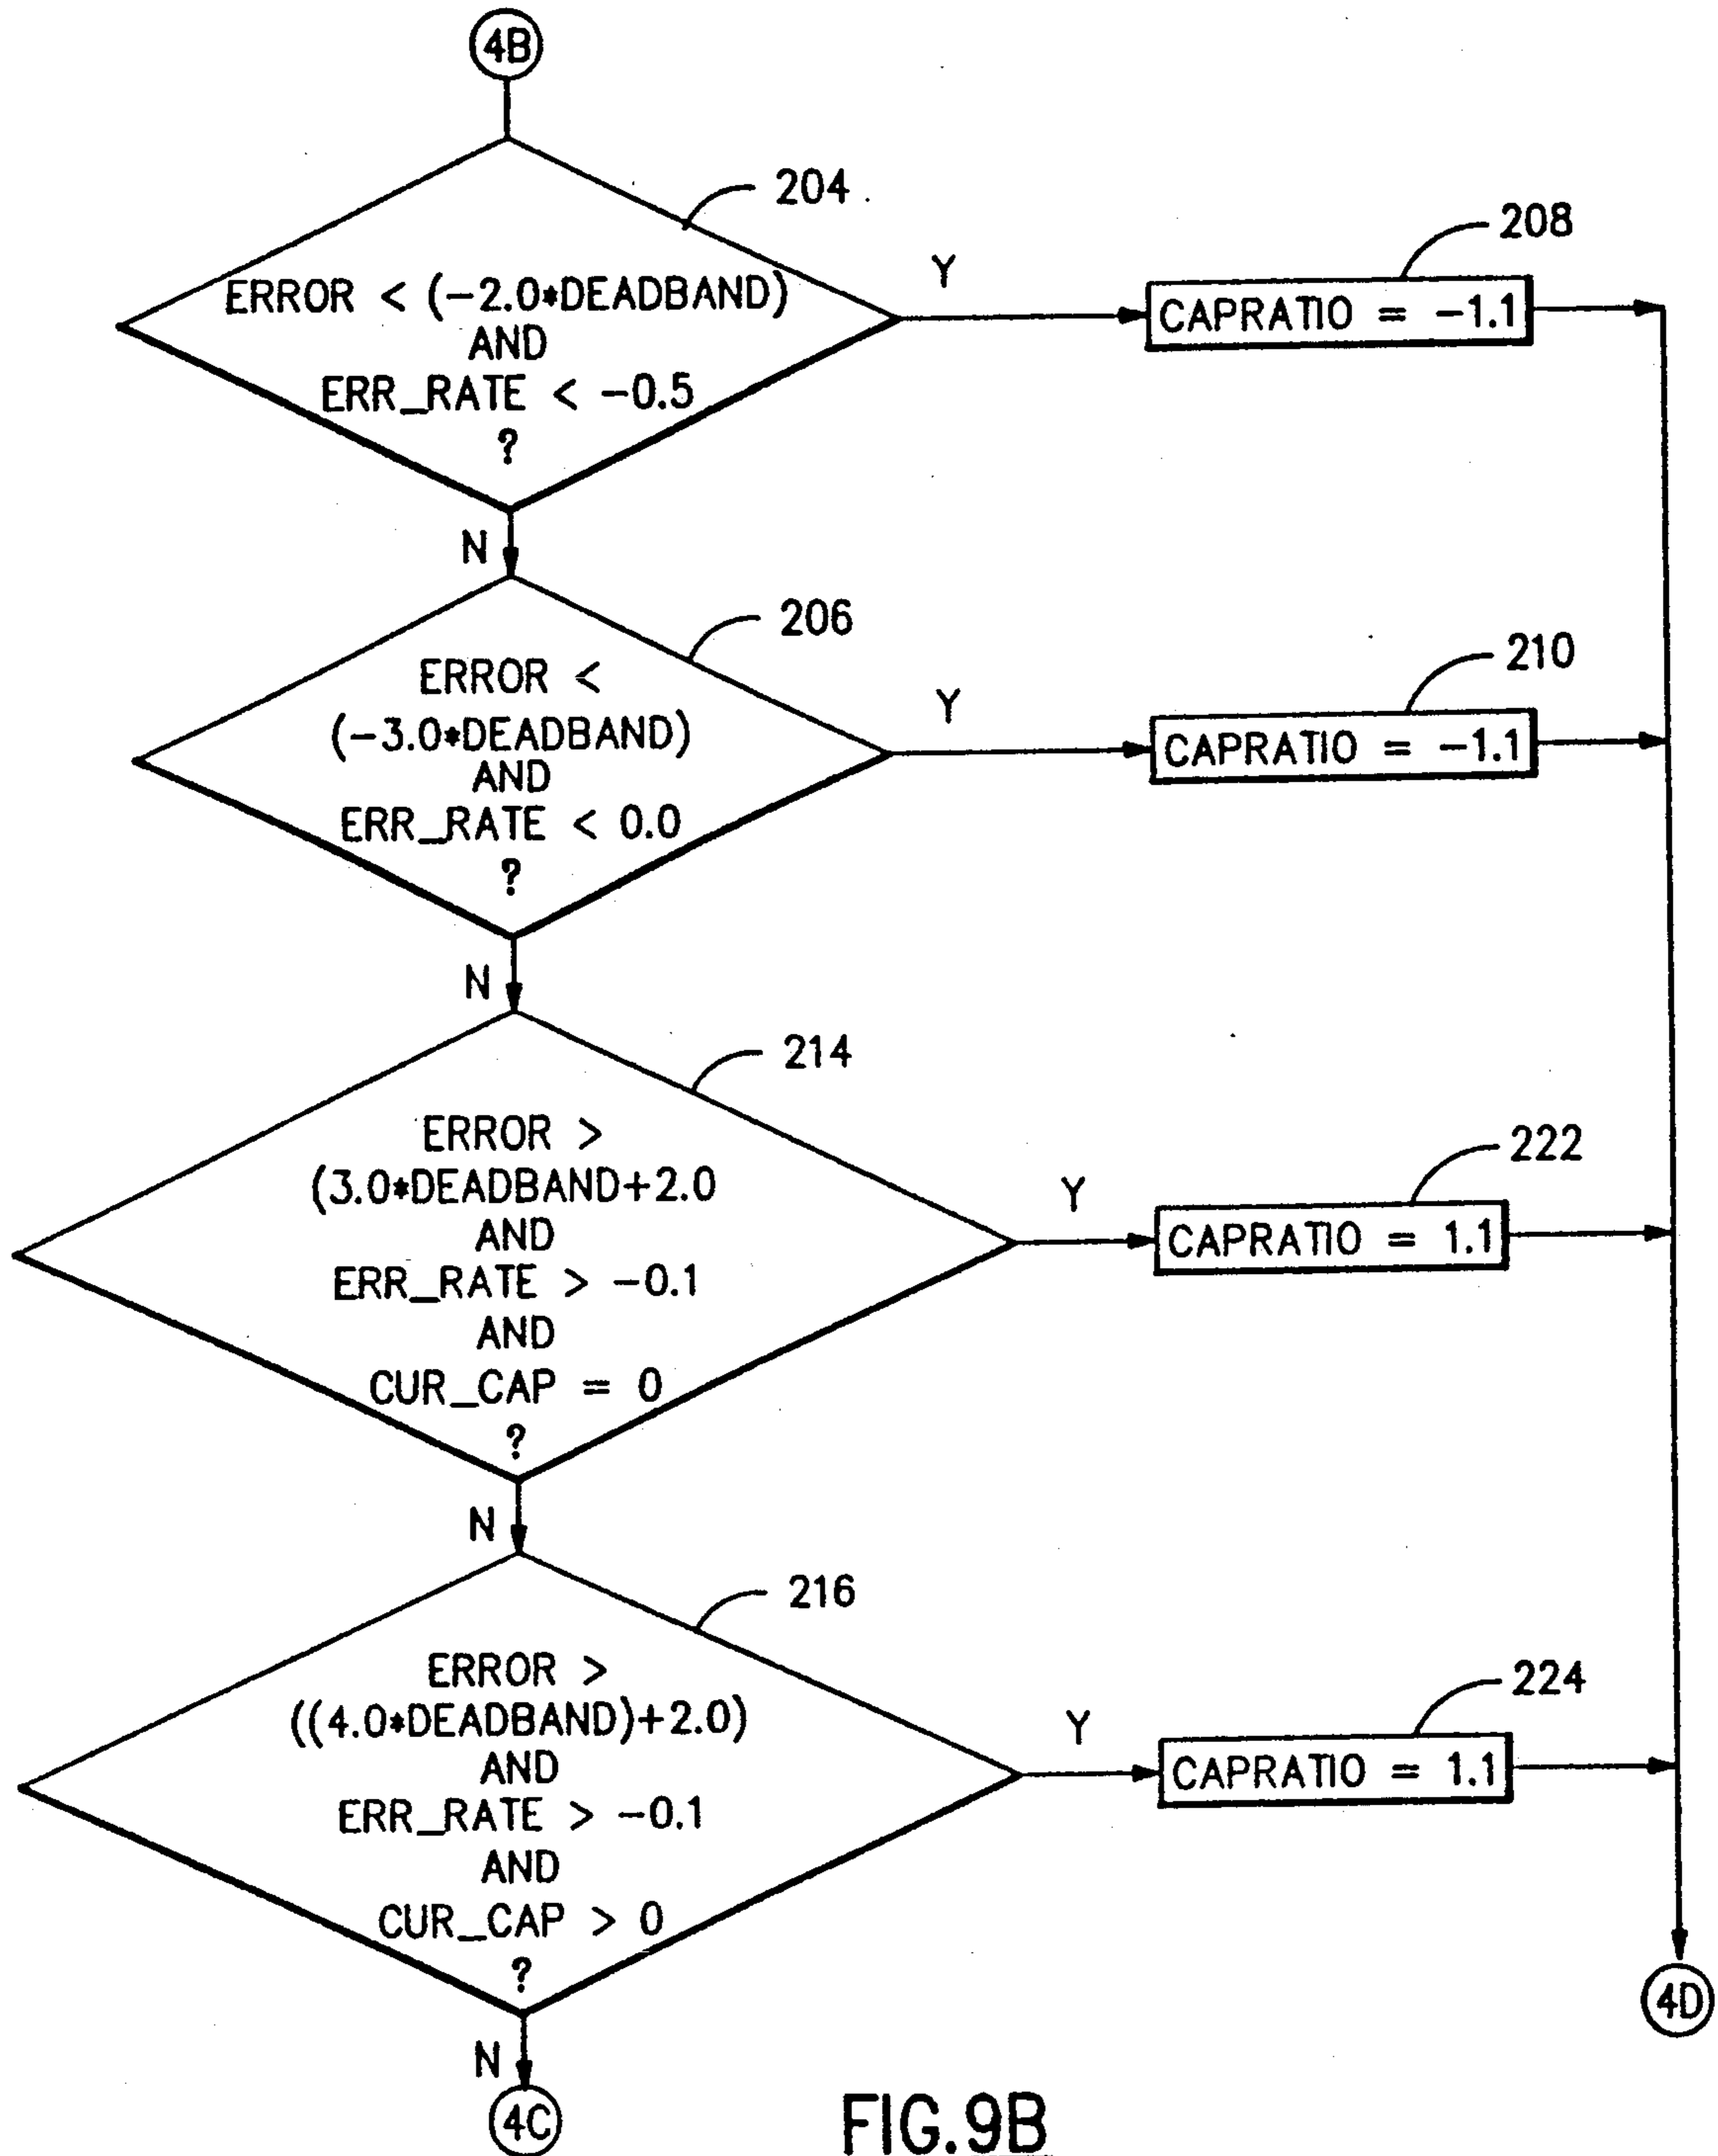 4B
204
ERROR < (-2.0*DEADBAND)
AND
ERR_RATE < -0.5
?
Y
208
CAPRATIO = -1.1
N
206
ERROR <
(-3.0*DEADBAND)
AND
ERR_RATE < 0.0
?
Y
210
CAPRATIO = -1.1
N
214
ERROR >
(3.0*DEADBAND+2.0
AND
ERR_RATE > -0.1
AND
CUR_CAP = 0
?
Y
222
CAPRATIO = 1.1
N
216
ERROR >
((4.0*DEADBAND)+2.0)
AND
ERR_RATE > -0.1
AND
CUR_CAP > 0
?
Y
224
CAPRATIO = 1.1
4D
N
4C
FIG.9B